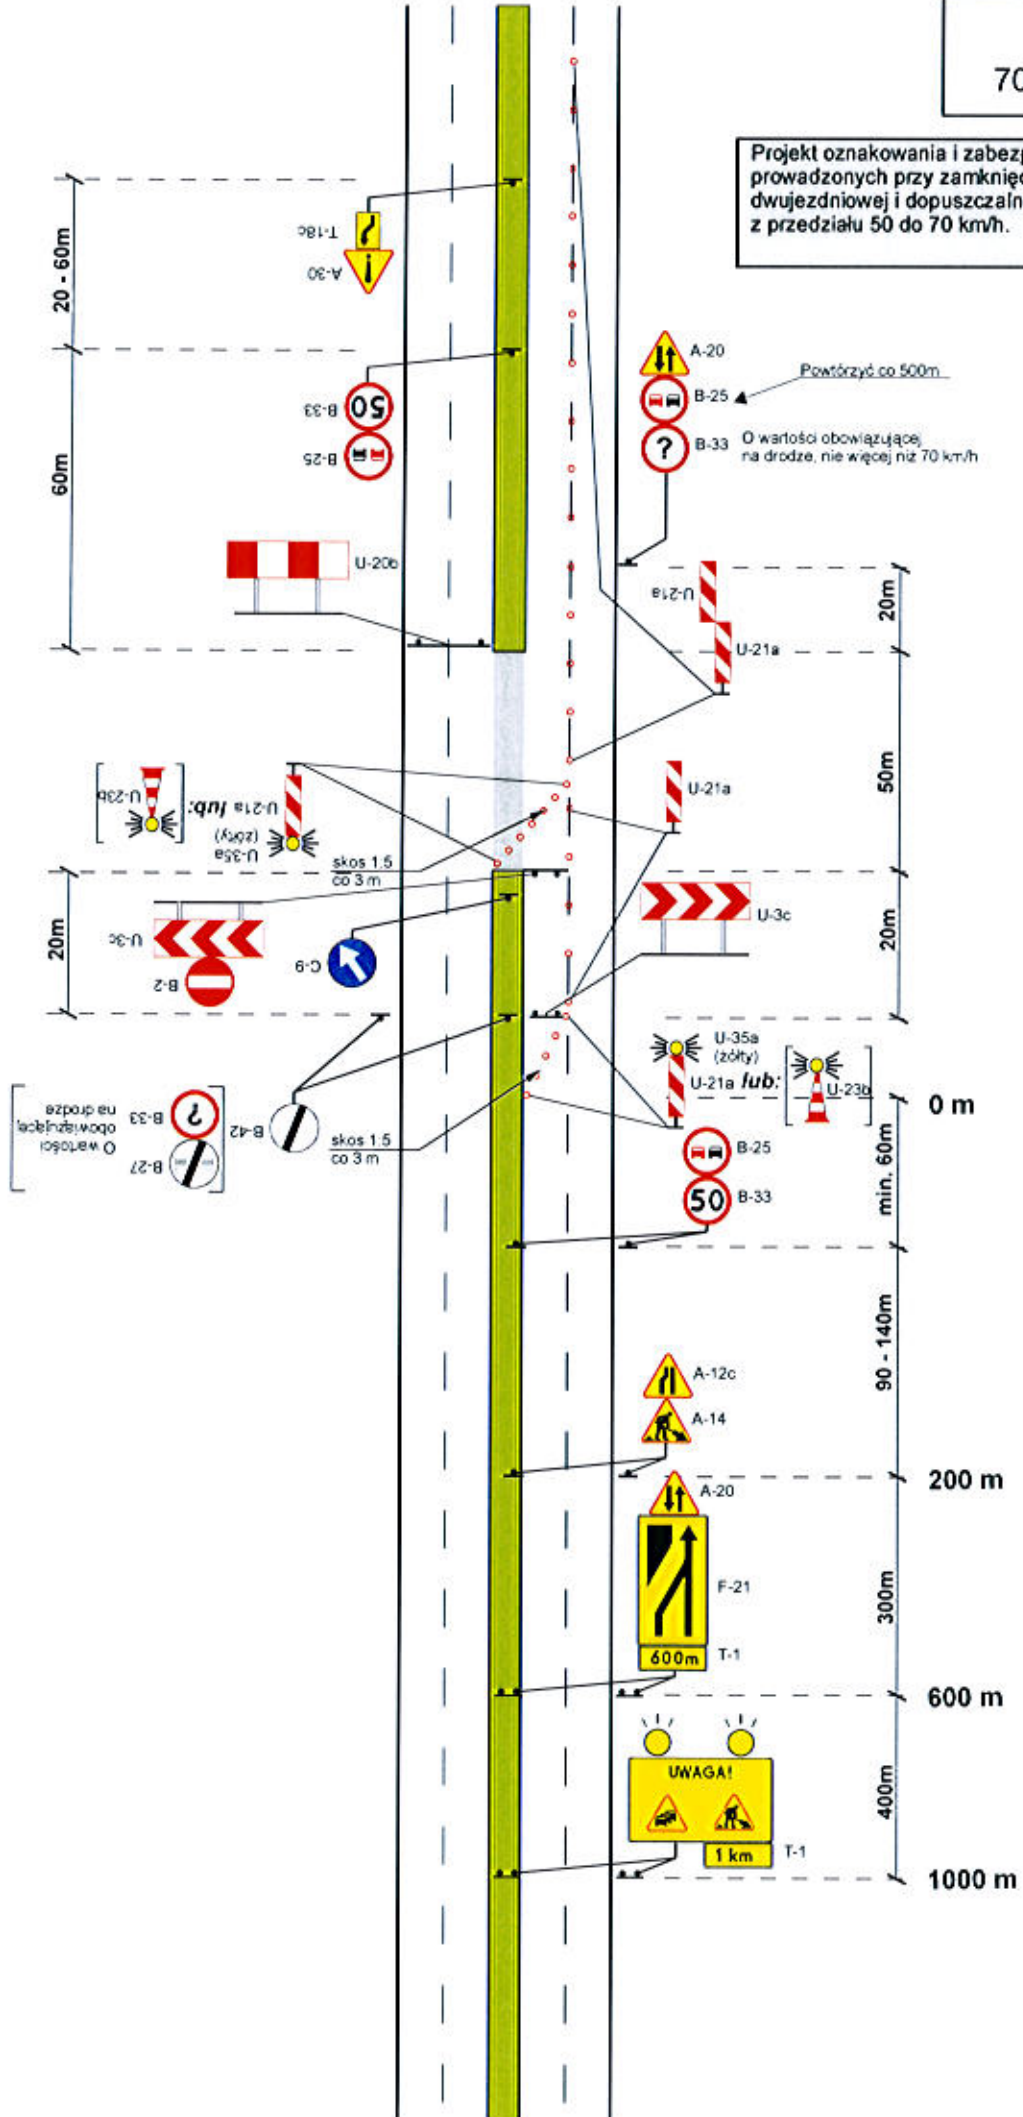 70
Projekt oznakowania i zabezp
prowadzonych przy zamknięc
dwujezdniowej i dopuszczaln
z przedziału 50 do 70 km/h.
20 - 60m
T-18c
A-30
60m
B-33
50
B-25
A-20
B-25
Powtórzyć co 500m
B-33
?
O wartości obowiązującej
na drodze, nie więcej niż 70 km/h
U-20b
U-21a
U-21a
20m
50m
U-23b
lub:
U-21a
U-35a
(żółty)
skos 1:5
co 3 m
U-21a
U-3c
20m
20m
U-3c
B-2
C-9
U-35a
(żółty)
U-21a lub:
U-23b
0 m
O wartości
obowiązującej
na drodze
B-33
?
B-27
B-42
skos 1:5
co 3 m
B-25
50
B-33
min. 60m
90 - 140m
A-12c
A-14
200 m
A-20
F-21
600m
T-1
300m
600 m
UWAGA!
1 km
T-1
400m
1000 m